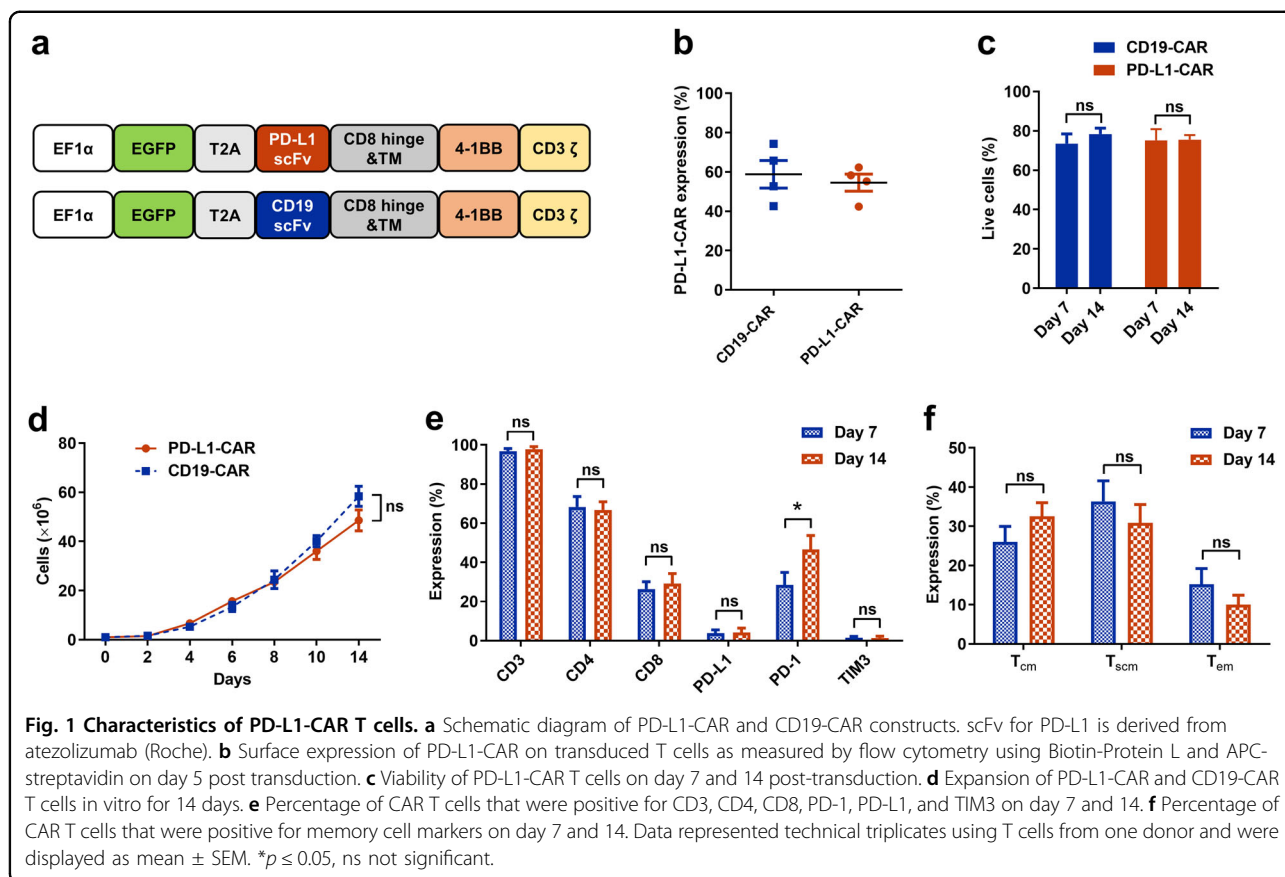 a
EF1α EGFP T2A PD-L1 scFv CD8 hinge &TM 4-1BB CD3 ζ
EF1α EGFP T2A CD19 scFv CD8 hinge &TM 4-1BB CD3 ζ
b
PD-L1-CAR expression (%)
100
80
60
40
20
0
CD19-CAR PD-L1-CAR
c
CD19-CAR
PD-L1-CAR
Live cells (%)
100
80
60
40
20
0
ns ns
Day 7 Day 14 Day 7 Day 14
d
PD-L1-CAR
CD19-CAR
Cells (×10⁶)
80
60
40
20
0
ns
0 2 4 6 8 10 14
Days
e
Day 7
Day 14
Expression (%)
100
80
60
40
20
0
ns ns ns ns * ns
CD3 CD4 CD8 PD-L1 PD-1 TIM3
f
Day 7
Day 14
Expression (%)
50
40
30
20
10
0
ns ns ns
Tcm Tscm Tem
Fig. 1 Characteristics of PD-L1-CAR T cells. a Schematic diagram of PD-L1-CAR and CD19-CAR constructs. scFv for PD-L1 is derived from
atezolizumab (Roche). b Surface expression of PD-L1-CAR on transduced T cells as measured by flow cytometry using Biotin-Protein L and APC-
streptavidin on day 5 post transduction. c Viability of PD-L1-CAR T cells on day 7 and 14 post-transduction. d Expansion of PD-L1-CAR and CD19-CAR
T cells in vitro for 14 days. e Percentage of CAR T cells that were positive for CD3, CD4, CD8, PD-1, PD-L1, and TIM3 on day 7 and 14. f Percentage of
CAR T cells that were positive for memory cell markers on day 7 and 14. Data represented technical triplicates using T cells from one donor and were
displayed as mean ± SEM. *p ≤ 0.05, ns not significant.